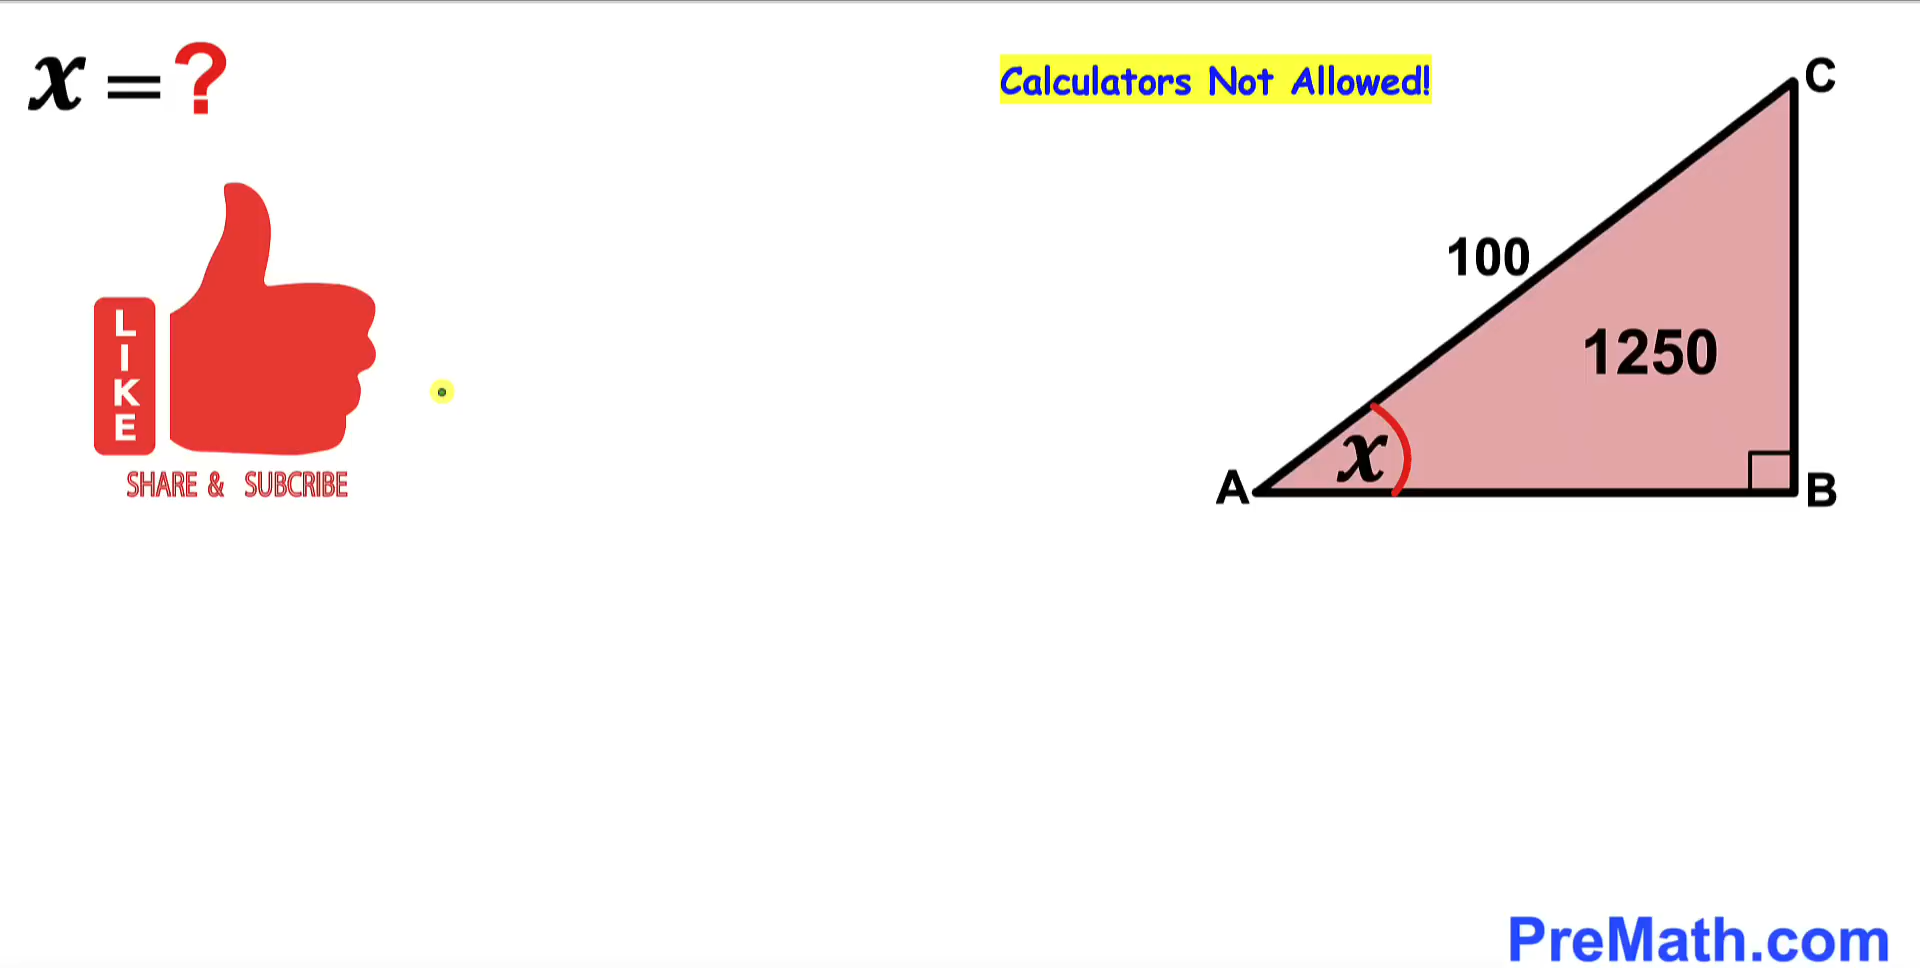 x = ?
Calculators Not Allowed!
C
100
1250
LIKE
x
A
B
SHARE & SUBCRIBE
PreMath.com